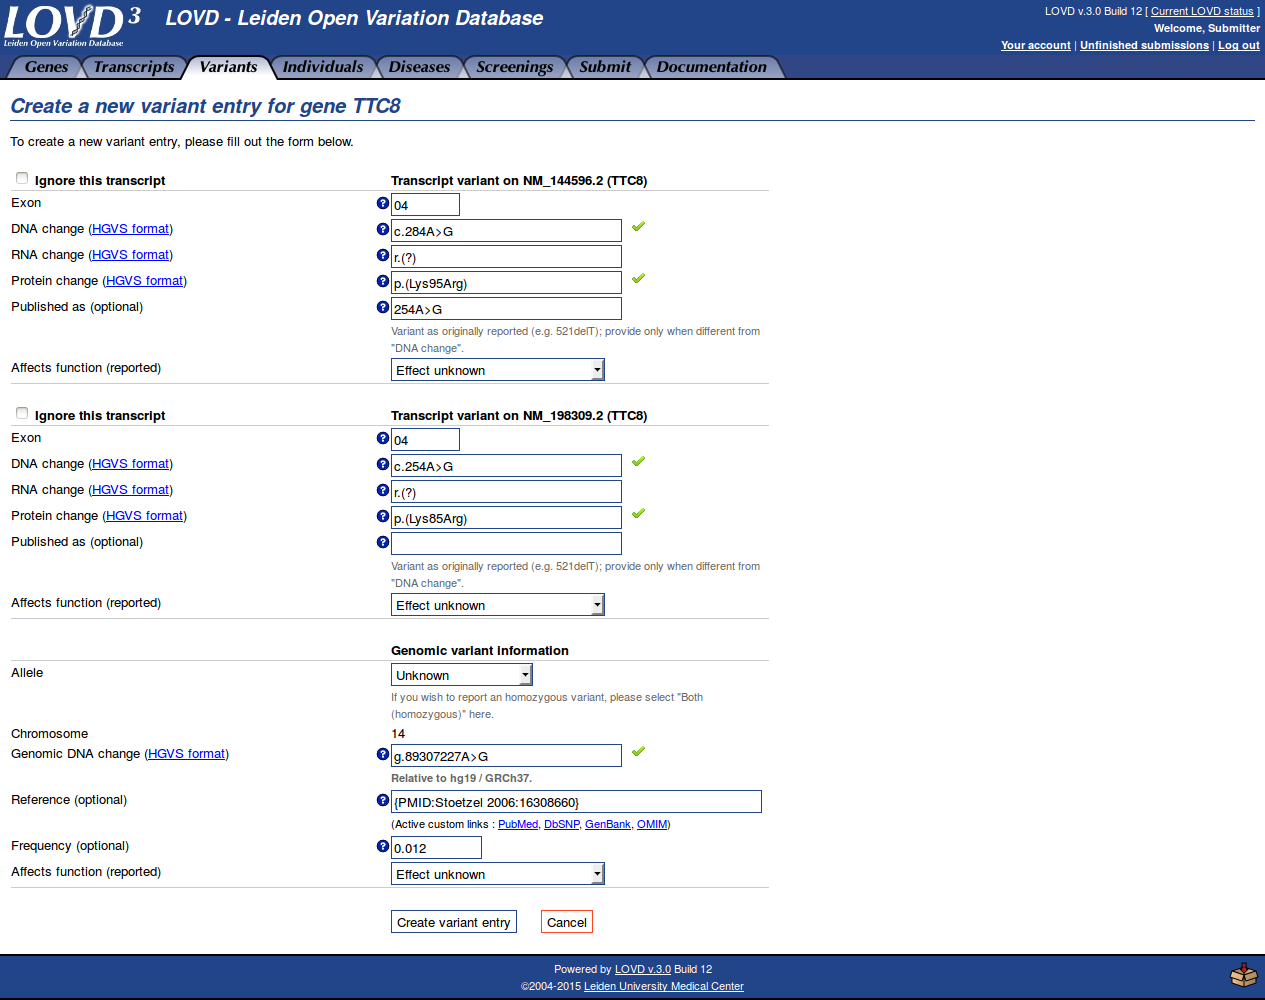 LOVD 3
Leiden Open Variation Database
LOVD - Leiden Open Variation Database
LOVD v.3.0 Build 12 [ Current LOVD status ]
Welcome, Submitter
Your account | Unfinished submissions | Log out
Genes Transcripts Variants Individuals Diseases Screenings Submit Documentation
Create a new variant entry for gene TTC8
To create a new variant entry, please fill out the form below.
Ignore this transcript Transcript variant on NM_144596.2 (TTC8)
Exon ? 04
DNA change (HGVS format) ? c.284A>G
RNA change (HGVS format) ? r.(?)
Protein change (HGVS format) ? p.(Lys95Arg)
Published as (optional) ? 254A>G
Variant as originally reported (e.g. 521delT); provide only when different from
"DNA change".
Affects function (reported) Effect unknown
Ignore this transcript Transcript variant on NM_198309.2 (TTC8)
Exon ? 04
DNA change (HGVS format) ? c.254A>G
RNA change (HGVS format) ? r.(?)
Protein change (HGVS format) ? p.(Lys85Arg)
Published as (optional) ?
Variant as originally reported (e.g. 521delT); provide only when different from
"DNA change".
Affects function (reported) Effect unknown
Genomic variant information
Allele Unknown
If you wish to report an homozygous variant, please select "Both
(homozygous)" here.
Chromosome 14
Genomic DNA change (HGVS format) ? g.89307227A>G
Relative to hg19 / GRCh37.
Reference (optional) ? {PMID:Stoetzel 2006:16308660}
(Active custom links : PubMed, DbSNP, GenBank, OMIM)
Frequency (optional) ? 0.012
Affects function (reported) Effect unknown
Create variant entry Cancel
Powered by LOVD v.3.0 Build 12
©2004-2015 Leiden University Medical Center